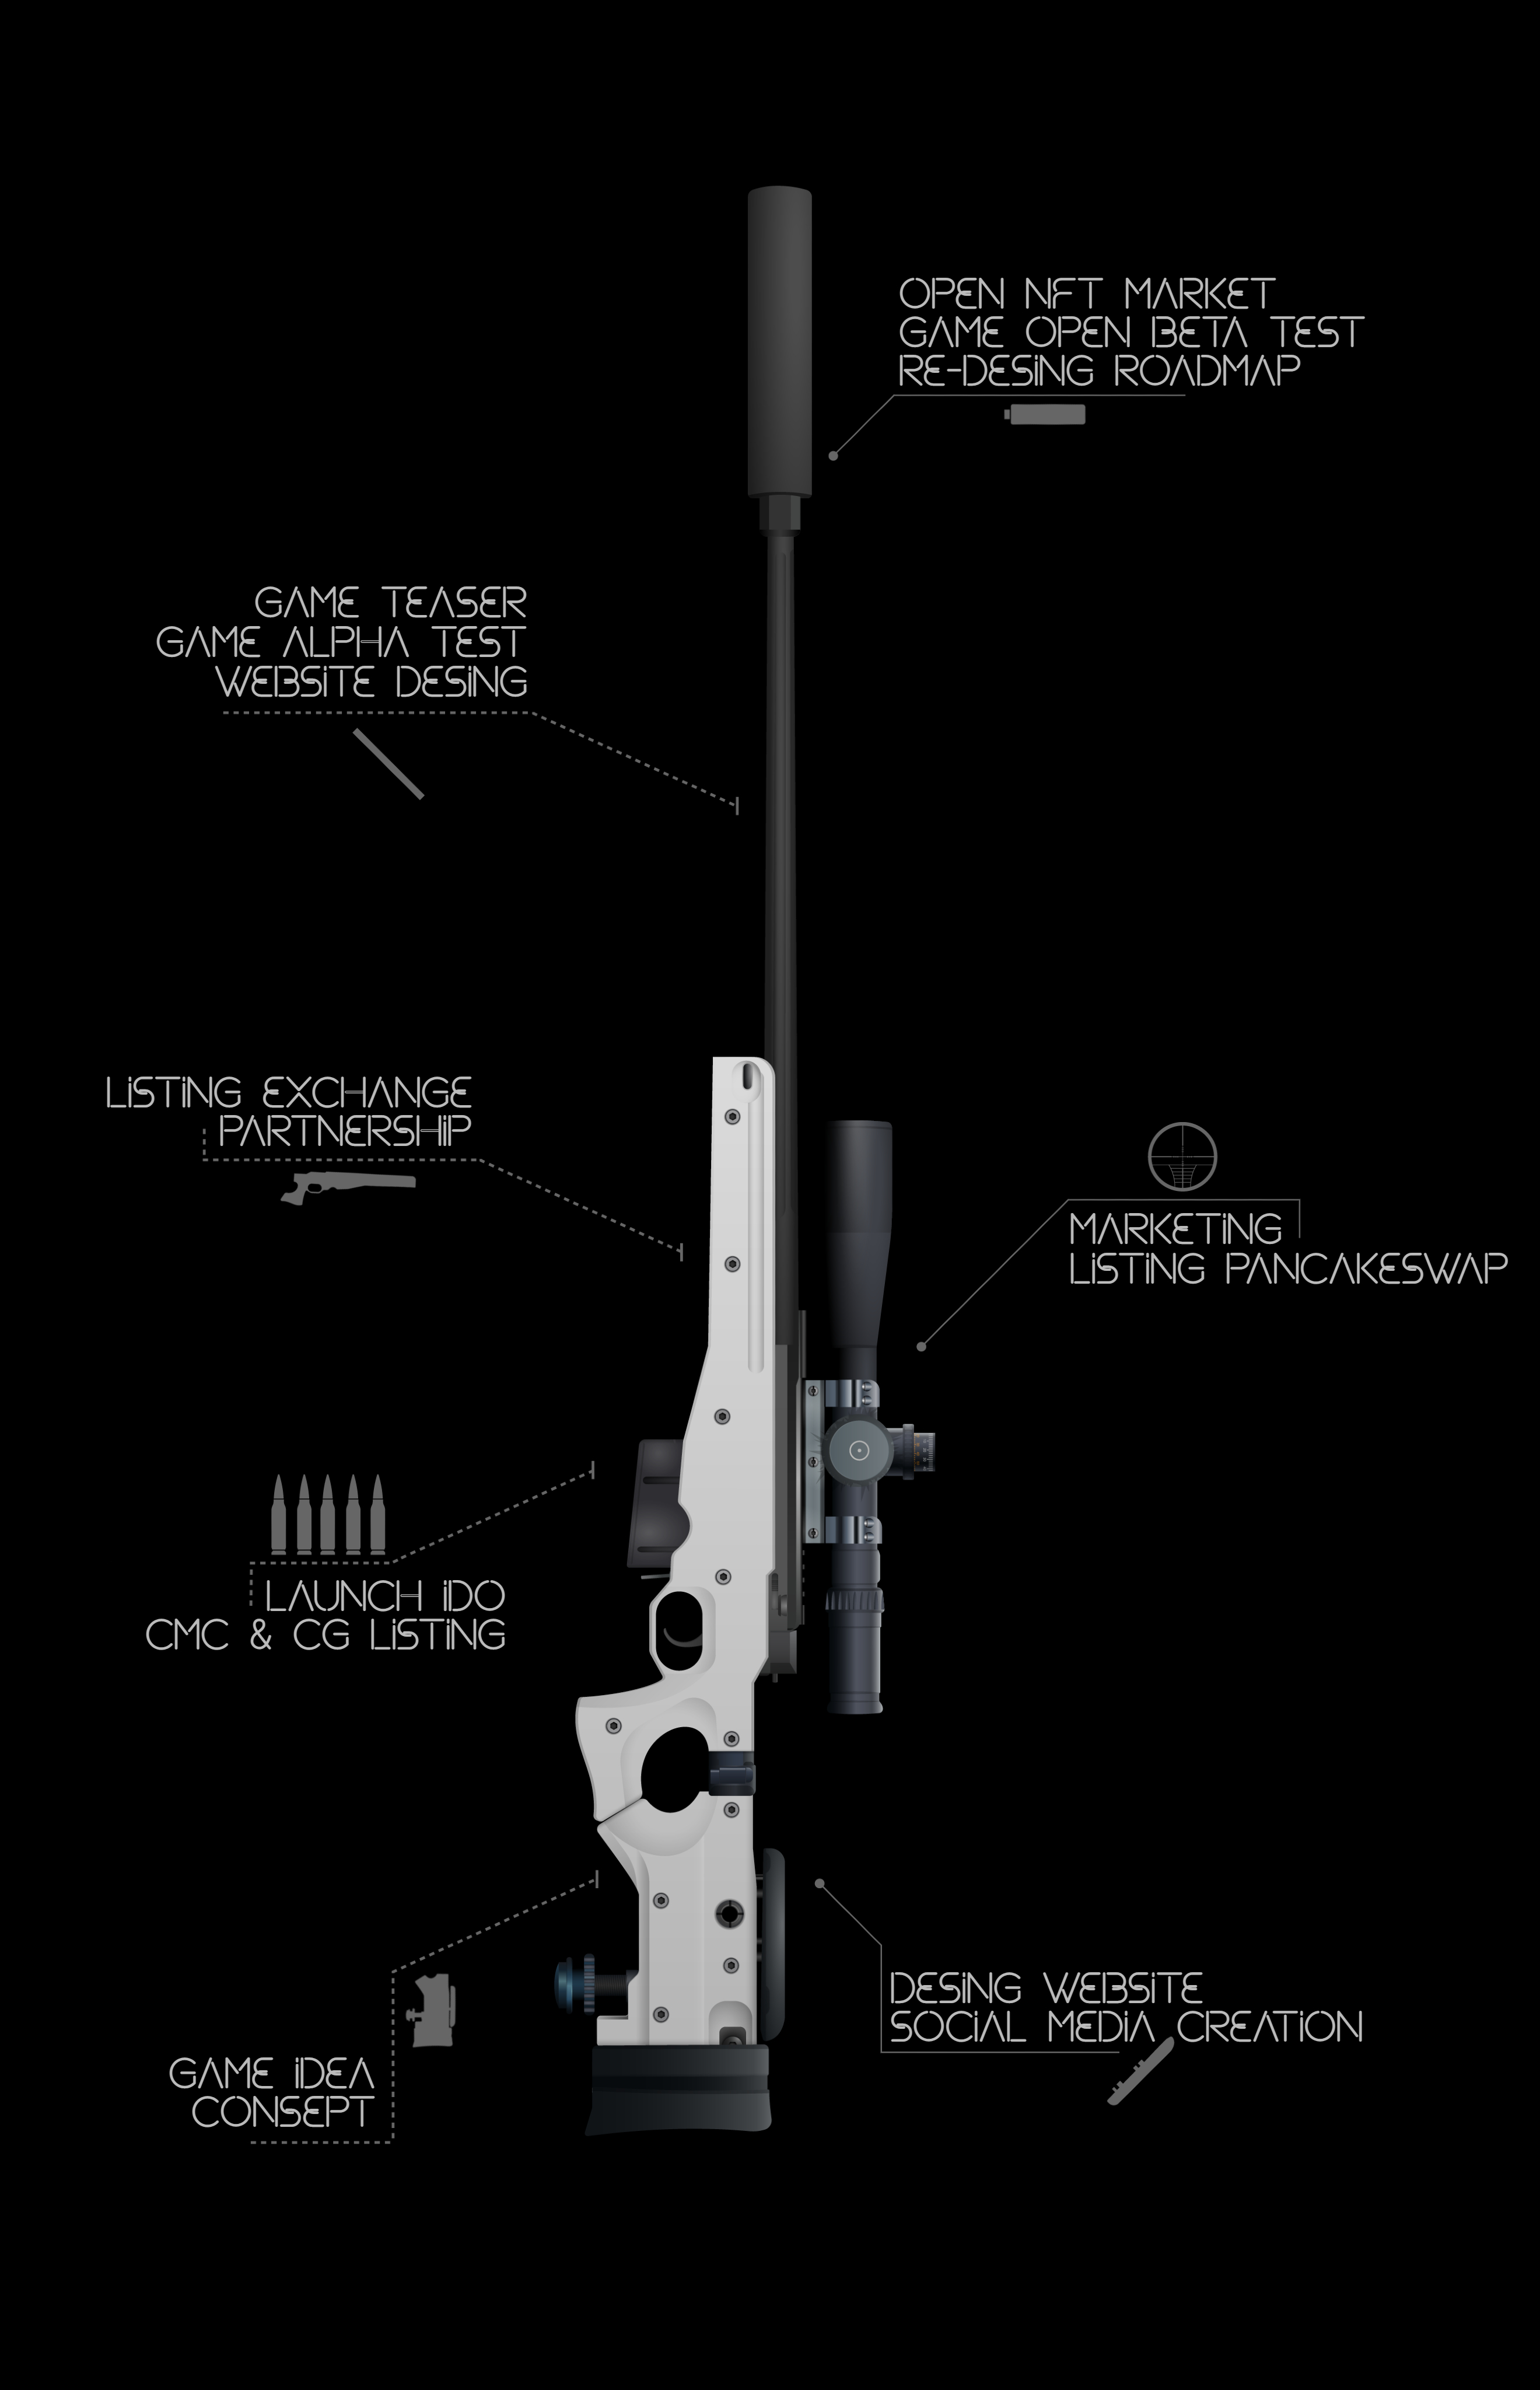 OPEN NFT MARKET
GAME OPEN BETA TEST
RE-DESING ROADMAP
GAME TEASER
GAME ALPHA TEST
WEBSITE DESING
LISTING EXCHANGE
PARTNERSHIP
MARKETING
LISTING PANCAKESWAP
LAUNCH IDO
CMC & CG LISTING
DESING WEBSITE
SOCIAL MEDIA CREATION
GAME IDEA
CONSEPT